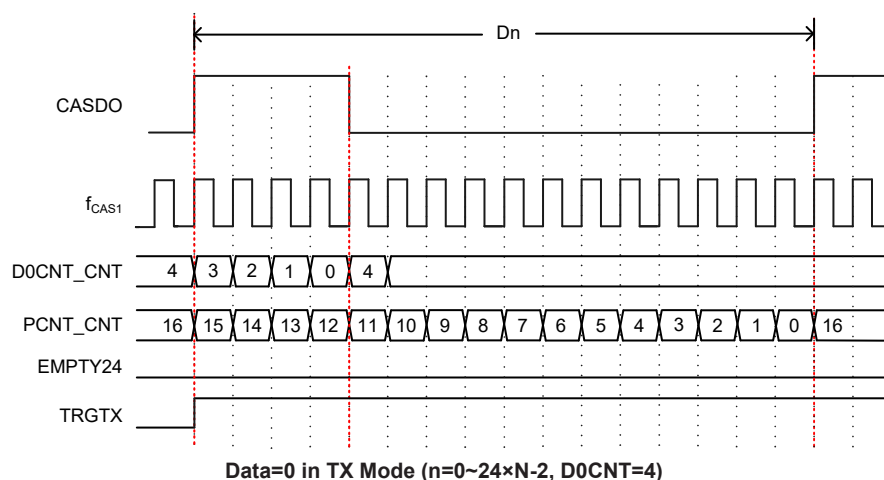 Dn
CASDO
fCAS1
D0CNT_CNT 4 3 2 1 0 4
PCNT_CNT 16 15 14 13 12 11 10 9 8 7 6 5 4 3 2 1 0 16
EMPTY24
TRGTX
Data=0 in TX Mode (n=0~24×N-2, D0CNT=4)